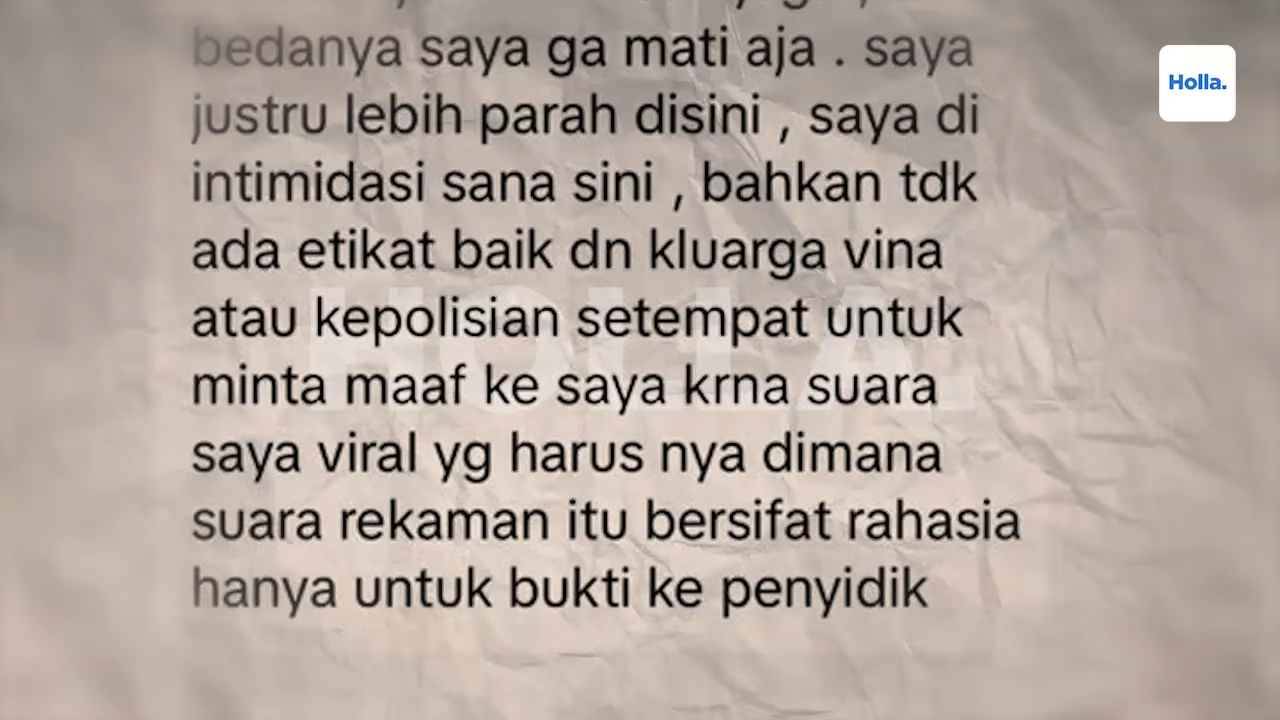 bedanya saya ga mati aja . saya
justru lebih parah disini , saya di
intimidasi sana sini , bahkan tdk
ada etikat baik dn kluarga vina
atau kepolisian setempat untuk
minta maaf ke saya krna suara
saya viral yg harus nya dimana
suara rekaman itu bersifat rahasia
hanya untuk bukti ke penyidik
Holla.
HOLLA